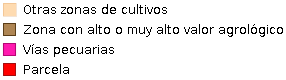 Otras zonas de cultivos
Zona con alto o muy alto valor agrológico
Vías pecuarias
Parcela